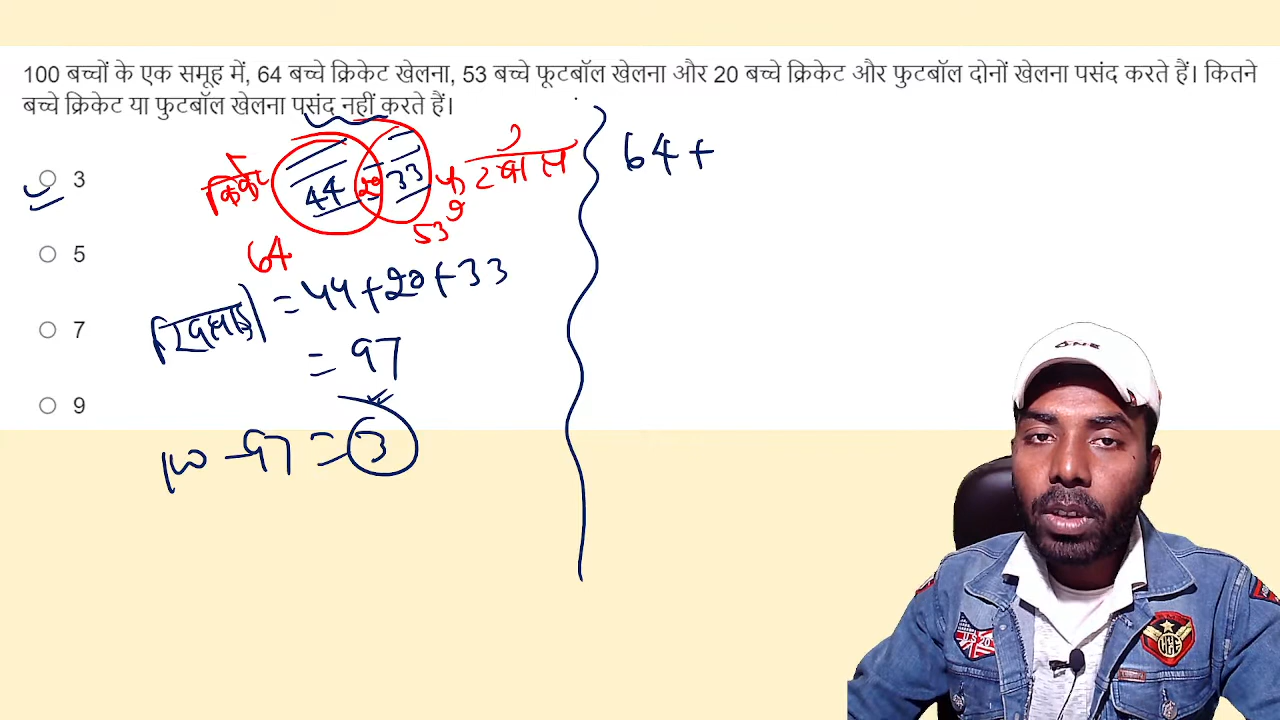 100 बच्चों के एक समूह में, 64 बच्चे क्रिकेट खेलना, 53 बच्चे फूटबॉल खेलना और 20 बच्चे क्रिकेट और फुटबॉल दोनों खेलना पसंद करते हैं। कितने
बच्चे क्रिकेट या फुटबॉल खेलना पसंद नहीं करते हैं।
3
5
7
9
44 20 33
64
53
= 44+20+33
= 97
100 - 97 = 3
64 +
ONE